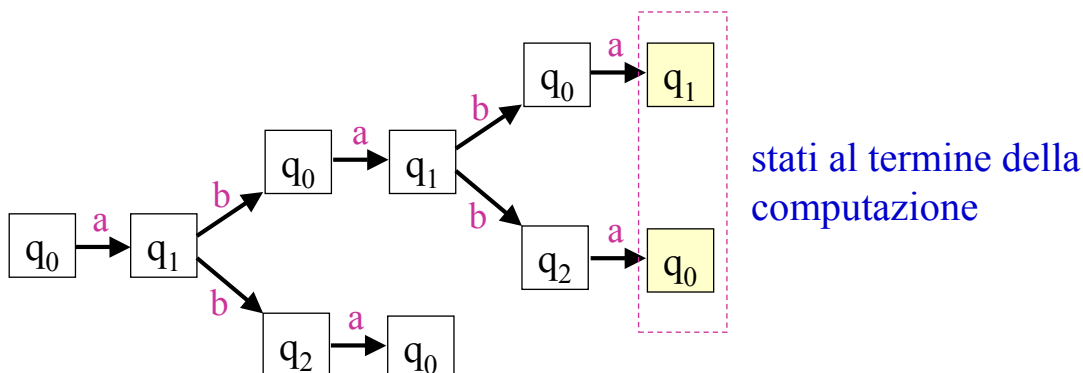 a
q0
q1
b
a
q0
q1
b
stati al termine della
computazione
b
a
a
q0
q1
q2
q0
b
a
q2
q0